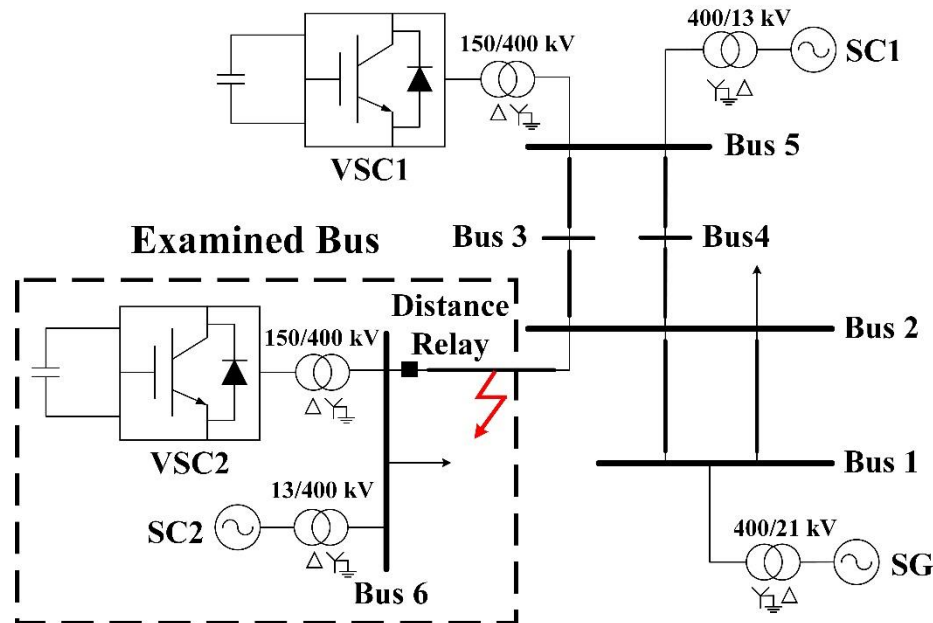 400/13 kV
SC1
150/400 kV
VSC1
Bus 5
Bus 3
Bus4
Examined Bus
Distance
Relay
150/400 kV
Bus 2
VSC2
13/400 kV
SC2
Bus 1
Bus 6
400/21 kV
SG